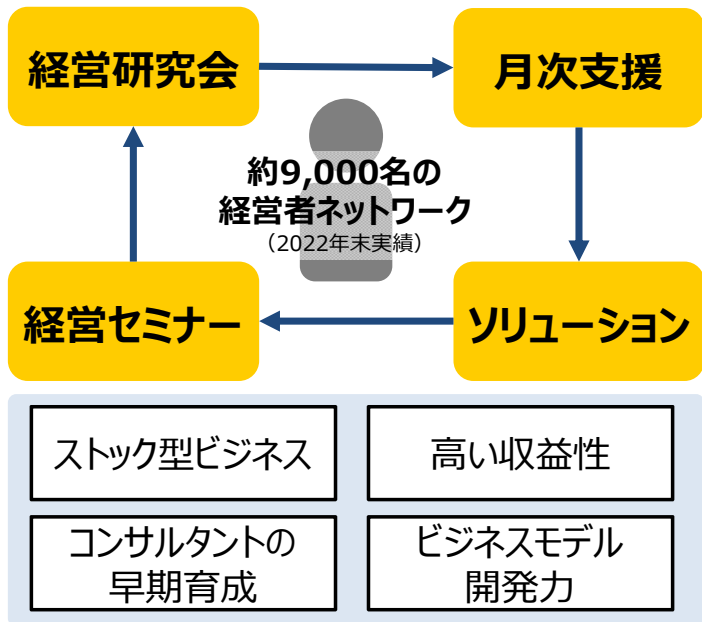 経営研究会
月次支援
約9,000名の
経営者ネットワーク
（2022年末実績）
経営セミナー
ソリューション
ストック型ビジネス
高い収益性
コンサルタントの
早期育成
ビジネスモデル
開発力